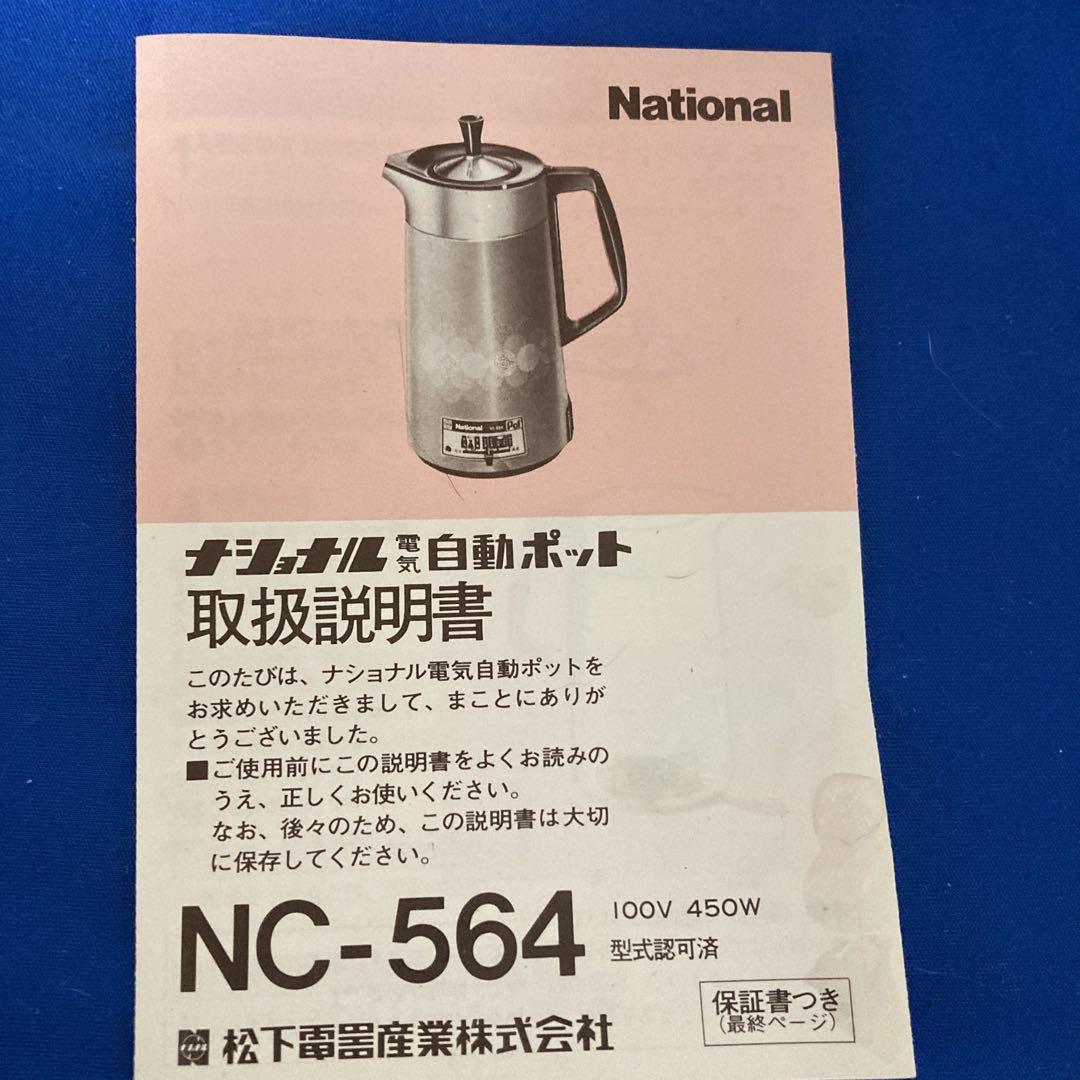 National
National
ナショナル電気自動ポット
取扱説明書
このたびは、ナショナル電気自動ポットを
お求めいただきまして、まことにありが
とうございました。
■ご使用前にこの説明書をよくお読みの
うえ、正しくお使いください。
なお、後々のため、この説明書は大切
に保存してください。
NC-564
100V 450W
型式認可済
保証書つき
(最終ページ)
松下電器産業株式会社